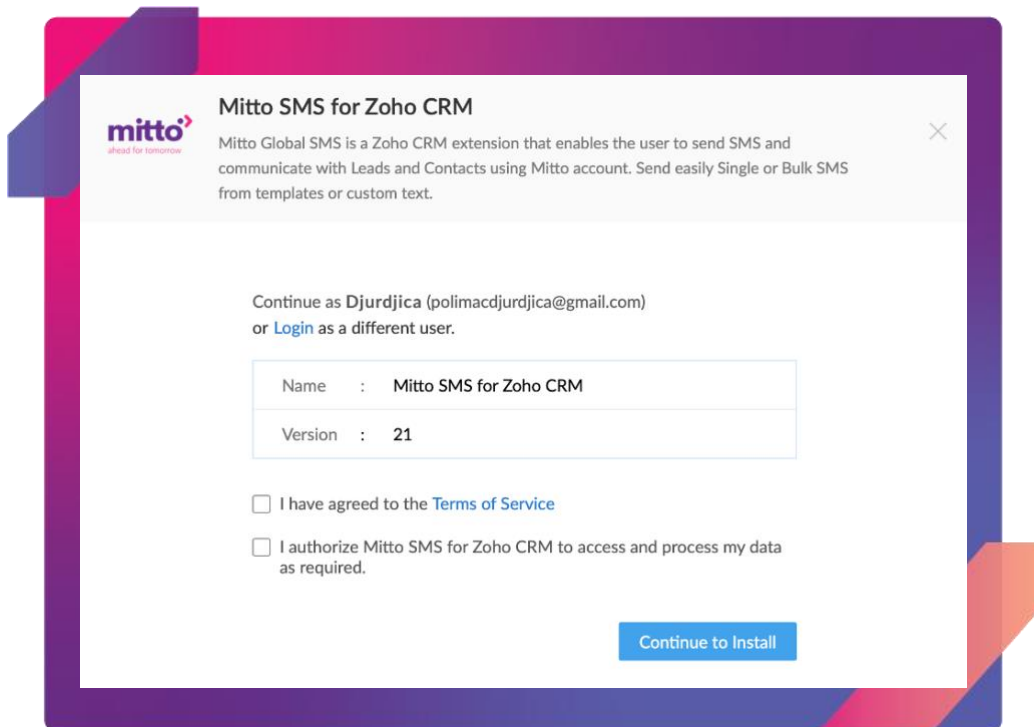 mitto
ahead for tomorrow
Mitto SMS for Zoho CRM
Mitto Global SMS is a Zoho CRM extension that enables the user to send SMS and
communicate with Leads and Contacts using Mitto account. Send easily Single or Bulk SMS
from templates or custom text.
Continue as Djurdjica (polimacdjurdjica@gmail.com)
or Login as a different user.
Name : Mitto SMS for Zoho CRM
Version : 21
I have agreed to the Terms of Service
I authorize Mitto SMS for Zoho CRM to access and process my data
as required.
Continue to Install